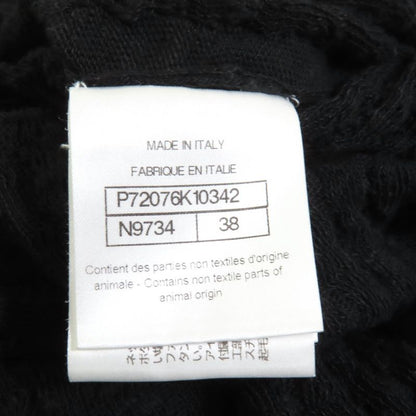 MADE IN ITALY
FABRIQUE EN ITALIE
P72076K10342
N9734 38
Contient des parties non textiles d'origine
animale - Contains non textile parts of
animal origin